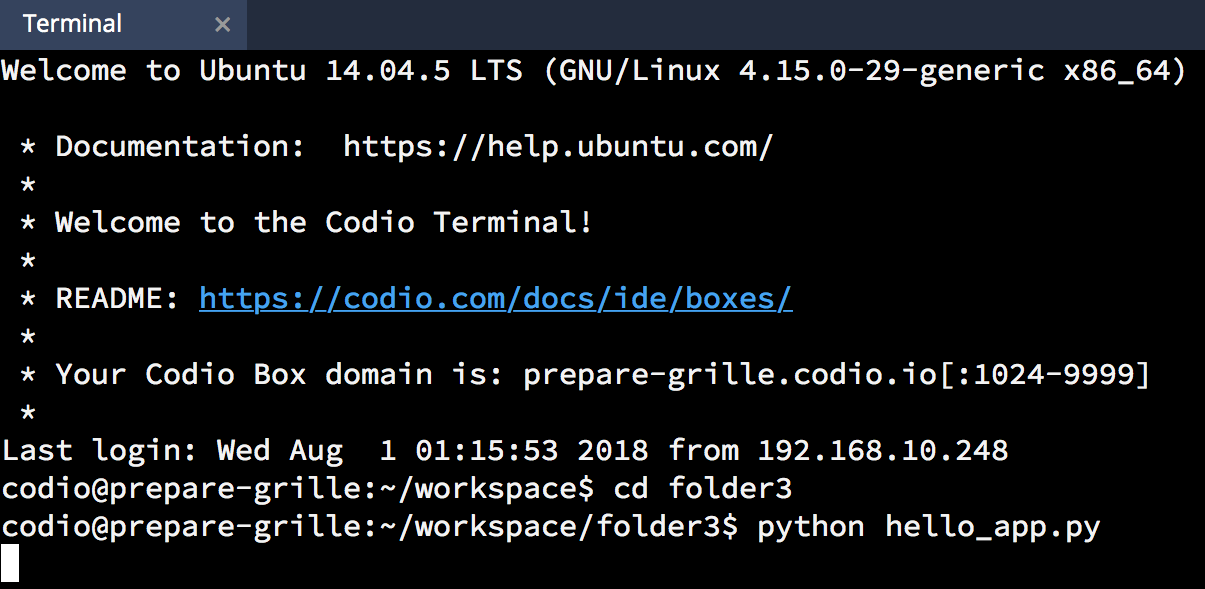 Terminal ×
Welcome to Ubuntu 14.04.5 LTS (GNU/Linux 4.15.0-29-generic x86_64)
* Documentation:  https://help.ubuntu.com/
*
* Welcome to the Codio Terminal!
*
* README: https://codio.com/docs/ide/boxes/
*
* Your Codio Box domain is: prepare-grille.codio.io[:1024-9999]
*
Last login: Wed Aug  1 01:15:53 2018 from 192.168.10.248
codio@prepare-grille:~/workspace$ cd folder3
codio@prepare-grille:~/workspace/folder3$ python hello_app.py